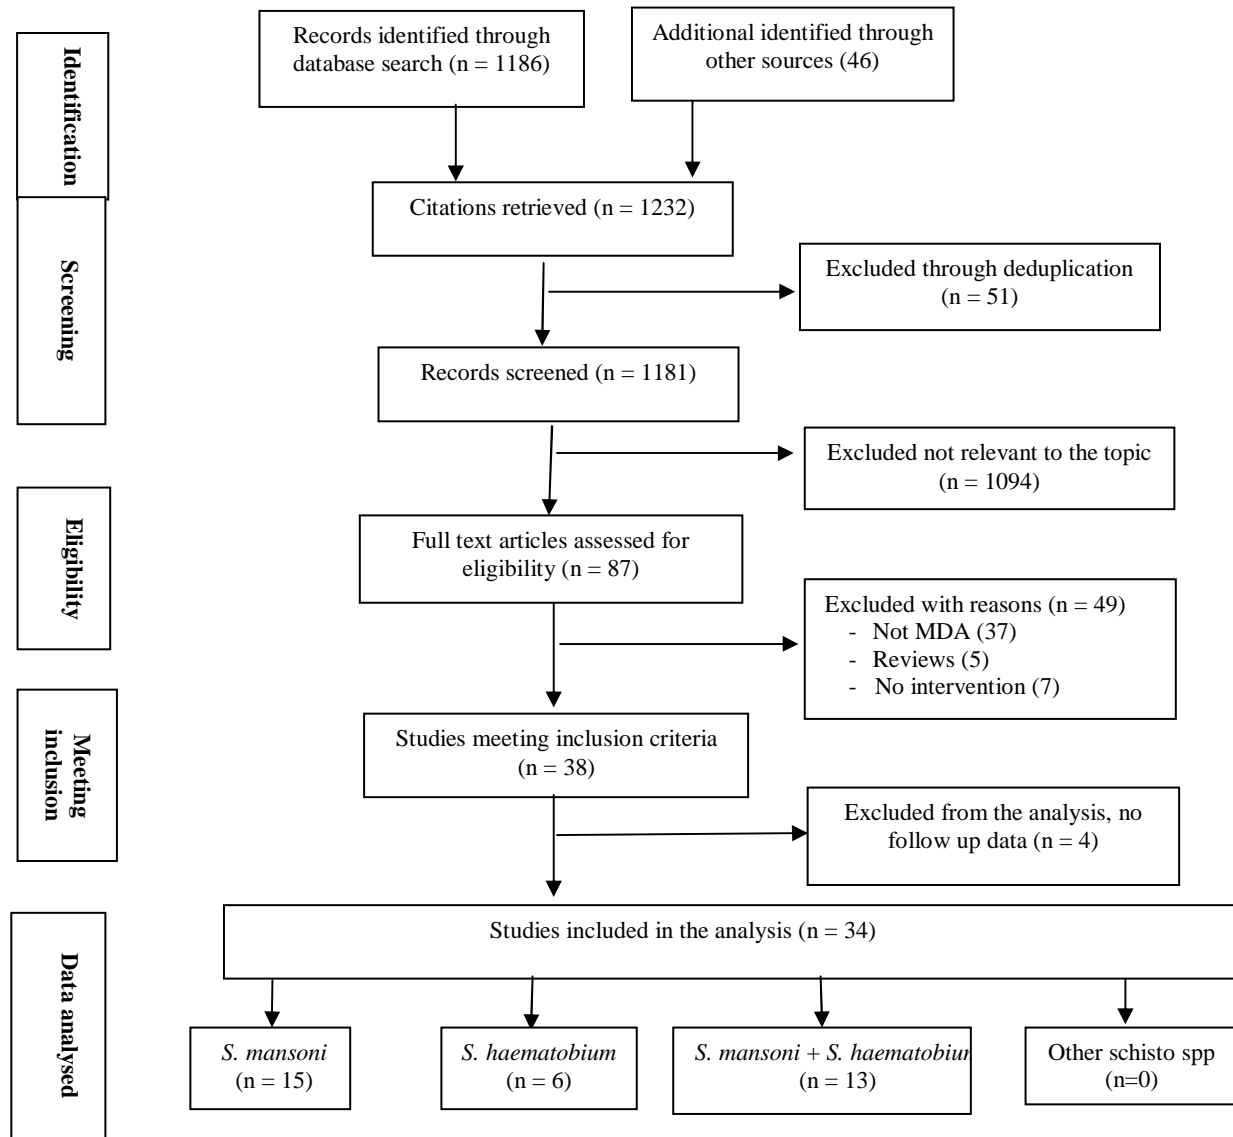 Identification
Records identified through
database search (n = 1186)
Additional identified through
other sources (46)
Screening
Citations retrieved (n = 1232)
Excluded through deduplication
(n = 51)
Records screened (n = 1181)
Excluded not relevant to the topic
(n = 1094)
Eligibility
Full text articles assessed for
eligibility (n = 87)
Excluded with reasons (n = 49)
- Not MDA (37)
- Reviews (5)
- No intervention (7)
Meeting
inclusion
Studies meeting inclusion criteria
(n = 38)
Excluded from the analysis, no
follow up data (n = 4)
Data analysed
Studies included in the analysis (n = 34)
S. mansoni
(n = 15)
S. haematobium
(n = 6)
S. mansoni + S. haematobium
(n = 13)
Other schisto spp
(n=0)